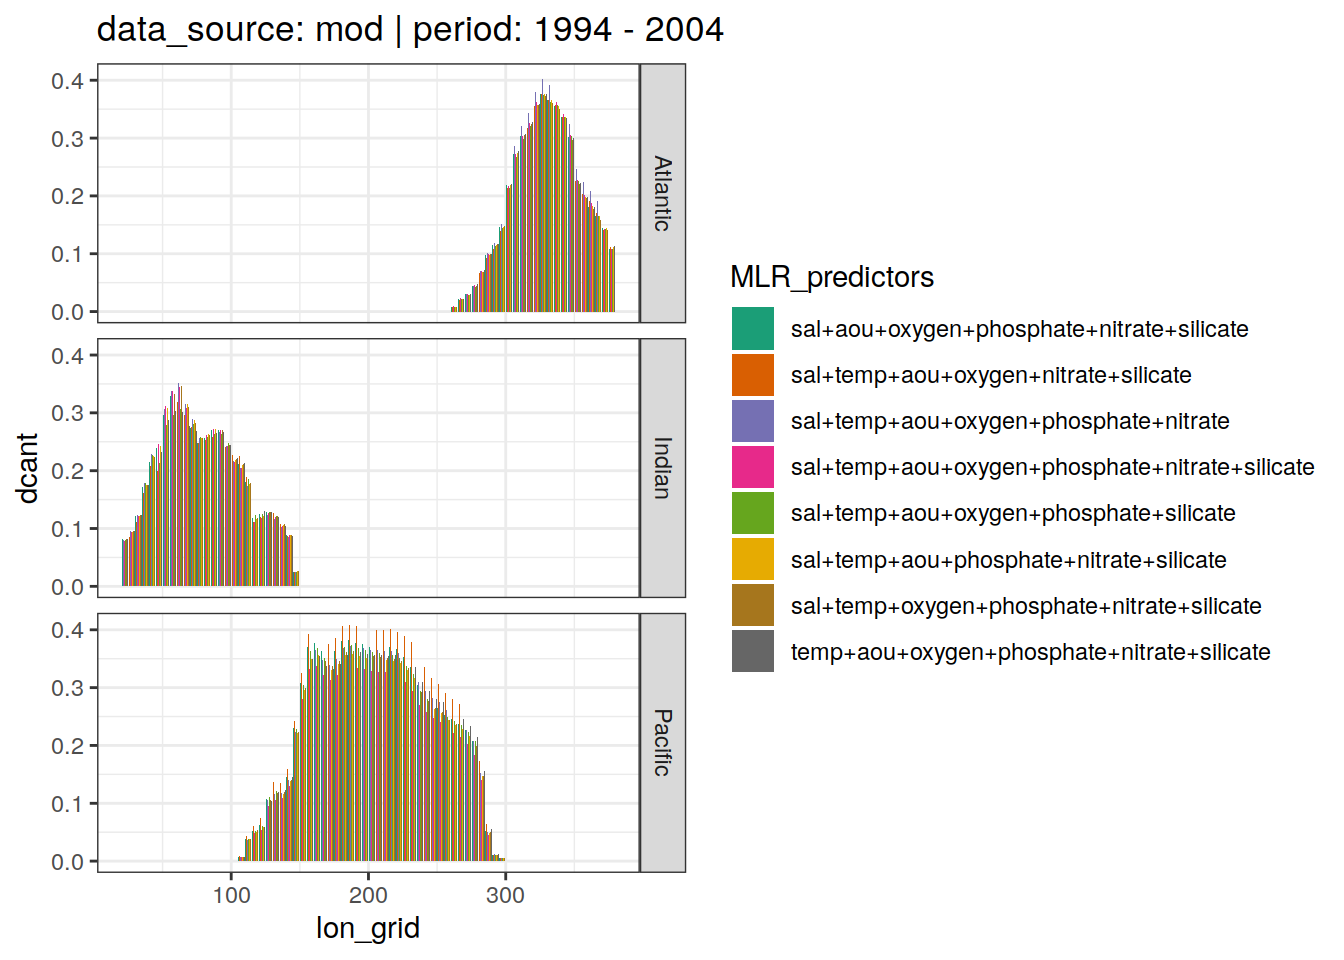 data_source: mod | period: 1994 - 2004
0.4
0.3
0.2
0.1
0.0
Atlantic
0.4
0.3
0.2
0.1
0.0
Indian
0.4
0.3
0.2
0.1
0.0
Pacific
dcant
100 200 300
lon_grid
MLR_predictors
sal+aou+oxygen+phosphate+nitrate+silicate
sal+temp+aou+oxygen+nitrate+silicate
sal+temp+aou+oxygen+phosphate+nitrate
sal+temp+aou+oxygen+phosphate+nitrate+silicate
sal+temp+aou+oxygen+phosphate+silicate
sal+temp+aou+phosphate+nitrate+silicate
sal+temp+oxygen+phosphate+nitrate+silicate
temp+aou+oxygen+phosphate+nitrate+silicate